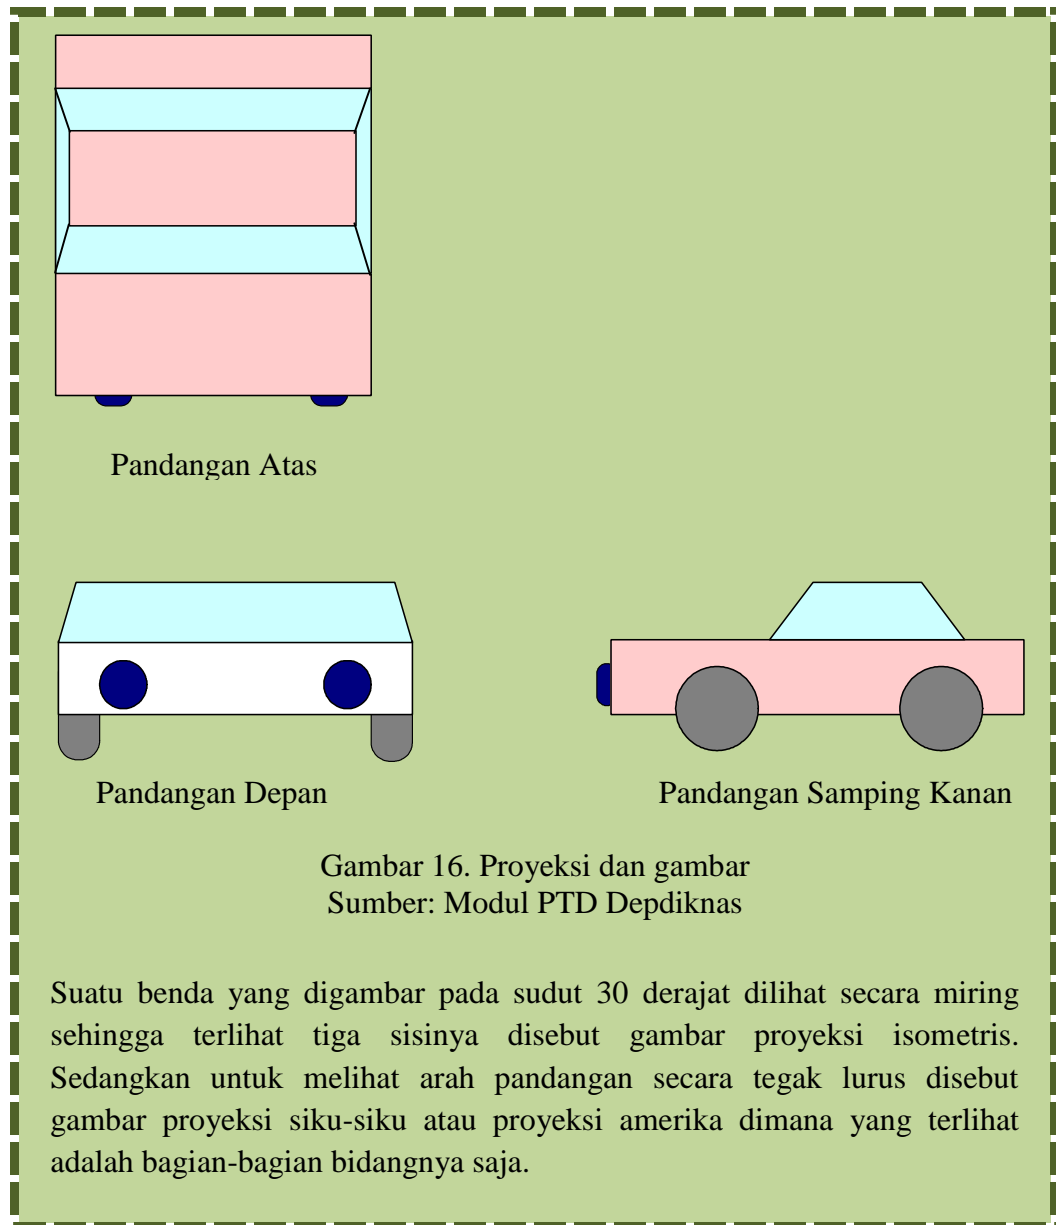 Pandangan Atas
Pandangan Depan
Pandangan Samping Kanan
Gambar 16. Proyeksi dan gambar
Sumber: Modul PTD Depdiknas
Suatu benda yang digambar pada sudut 30 derajat dilihat secara miring
sehingga terlihat tiga sisinya disebut gambar proyeksi isometris.
Sedangkan untuk melihat arah pandangan secara tegak lurus disebut
gambar proyeksi siku-siku atau proyeksi amerika dimana yang terlihat
adalah bagian-bagian bidangnya saja.